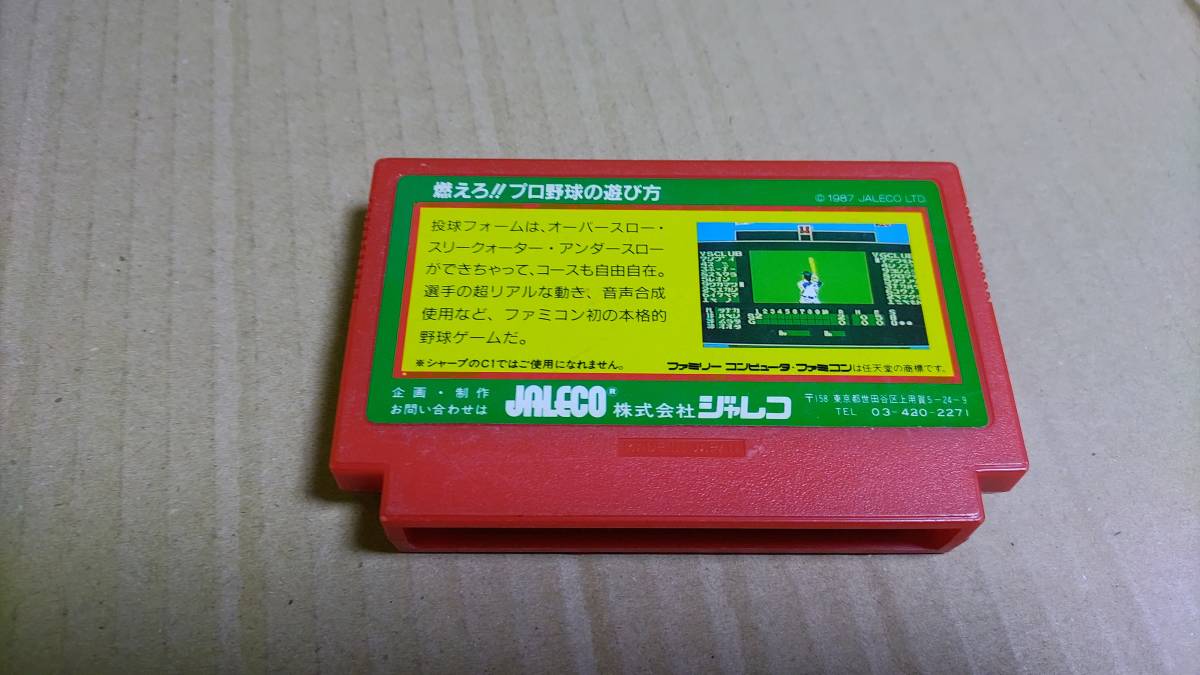 燃えろ!!プロ野球の遊び方
© 1987 JALECO LTD.
投球フォームは、オーバースロー・
スリークォーター・アンダースロー
ができちゃって、コースも自由自在。
選手の超リアルな動き、音声合成
使用など、ファミコン初の本格的
野球ゲームだ。
VSCLUB
VSCLUB
123456789
※シャープのC1ではご使用になれません。
ファミリーコンピュータ・ファミコンは任天堂の商標です。
企画・制作
お問い合わせは
JALECO® 株式会社ジャレコ
〒158 東京都世田谷区上用賀5-24-9
TEL 03-420-2271